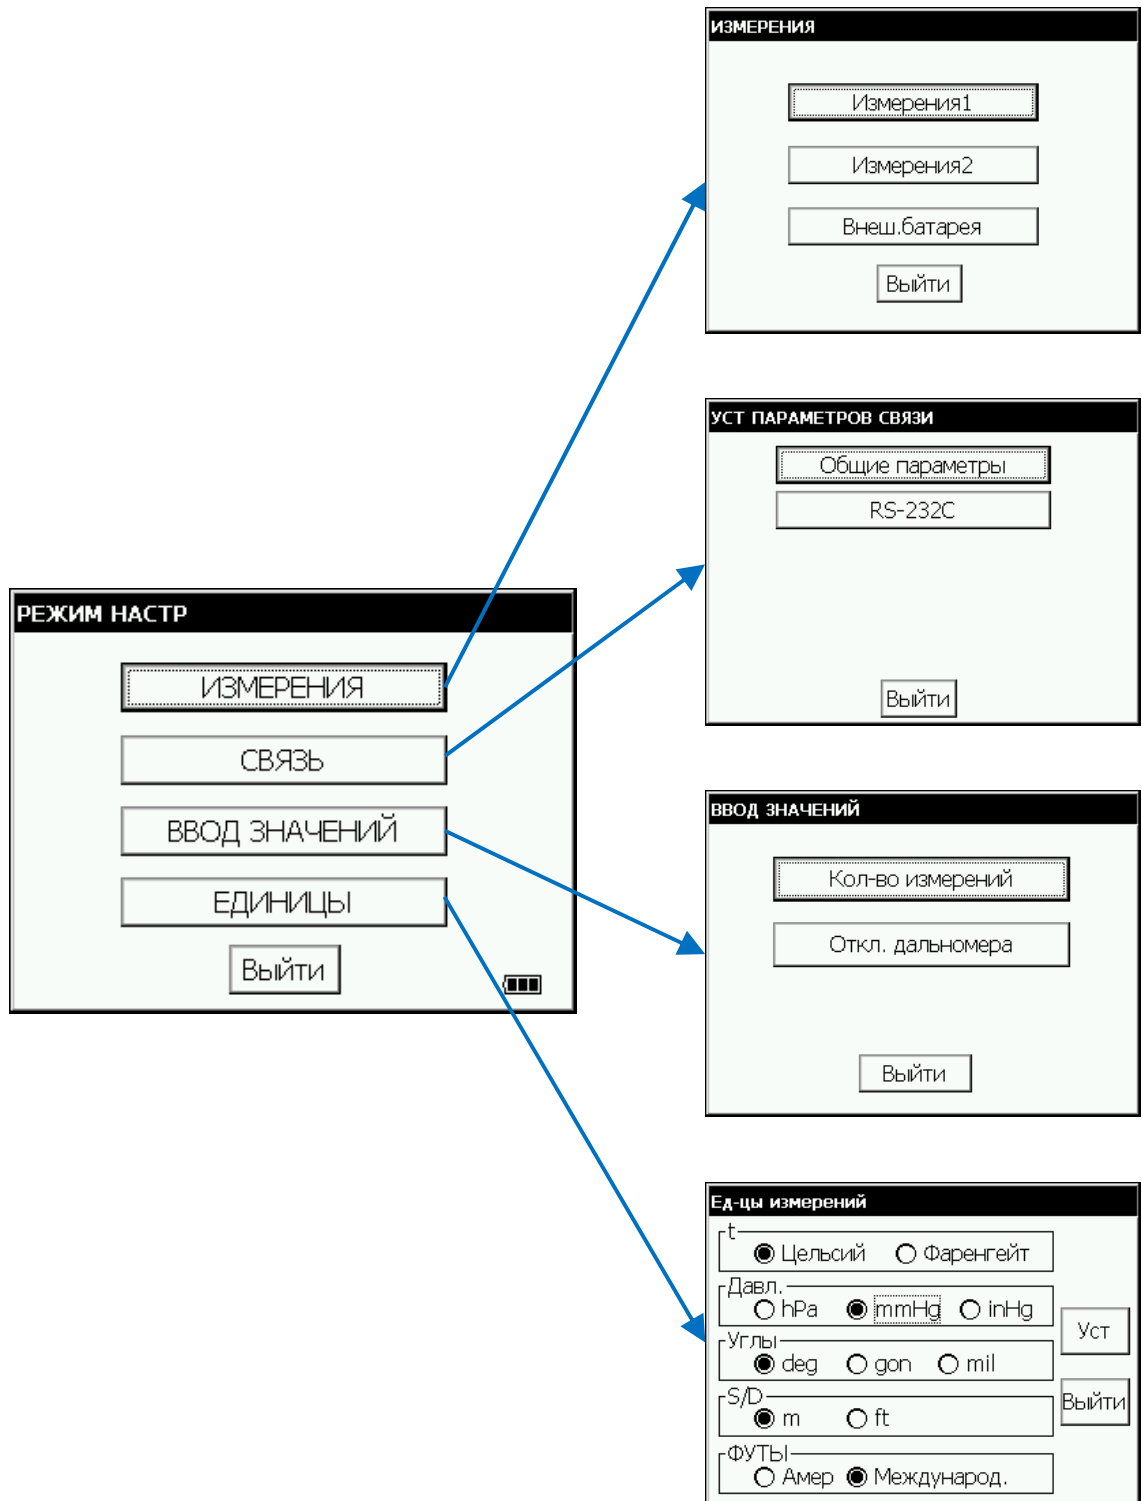 ИЗМЕРЕНИЯ
Измерения1
Измерения2
Внеш.батарея
Выйти
УСТ ПАРАМЕТРОВ СВЯЗИ
Общие параметры
RS-232C
Выйти
РЕЖИМ НАСТР
ИЗМЕРЕНИЯ
СВЯЗЬ
ВВОД ЗНАЧЕНИЙ
ЕДИНИЦЫ
Выйти
ВВОД ЗНАЧЕНИЙ
Кол-во измерений
Откл. дальномера
Выйти
Ед-цы измерений
t
Цельсий Фаренгейт
Давл.
hPa mmHg inHg
Уст
Углы
deg gon mil
Выйти
S/D
m ft
ФУТЫ
Амер Международ.